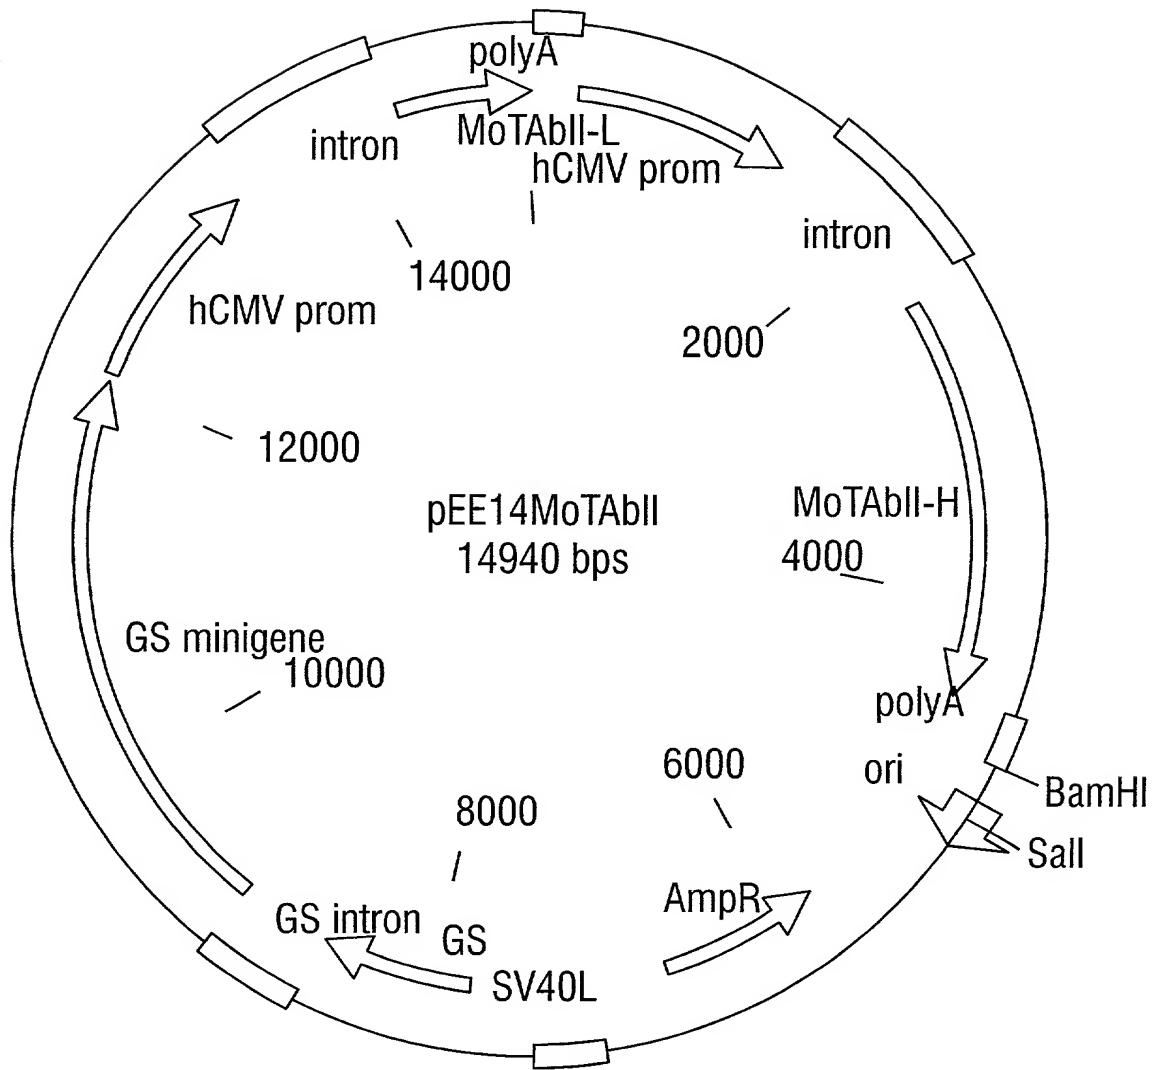 polyA
intron
MoTAbII-L
hCMV prom
intron
14000
hCMV prom
2000
12000
pEE14MoTAbII
14940 bps
MoTAbII-H
4000
GS minigene
10000
polyA
6000
ori
BamHI
8000
SalI
AmpR
GS intron
GS
SV40L